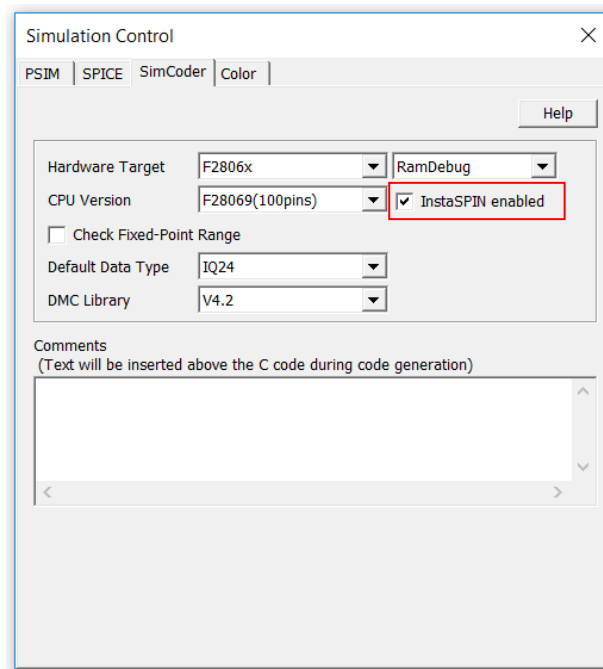 Simulation Control
PSIM SPICE SimCoder Color
Help
Hardware Target F2806x RamDebug
CPU Version F28069(100pins) InstaSPIN enabled
Check Fixed-Point Range
Default Data Type IQ24
DMC Library V4.2
Comments
(Text will be inserted above the C code during code generation)